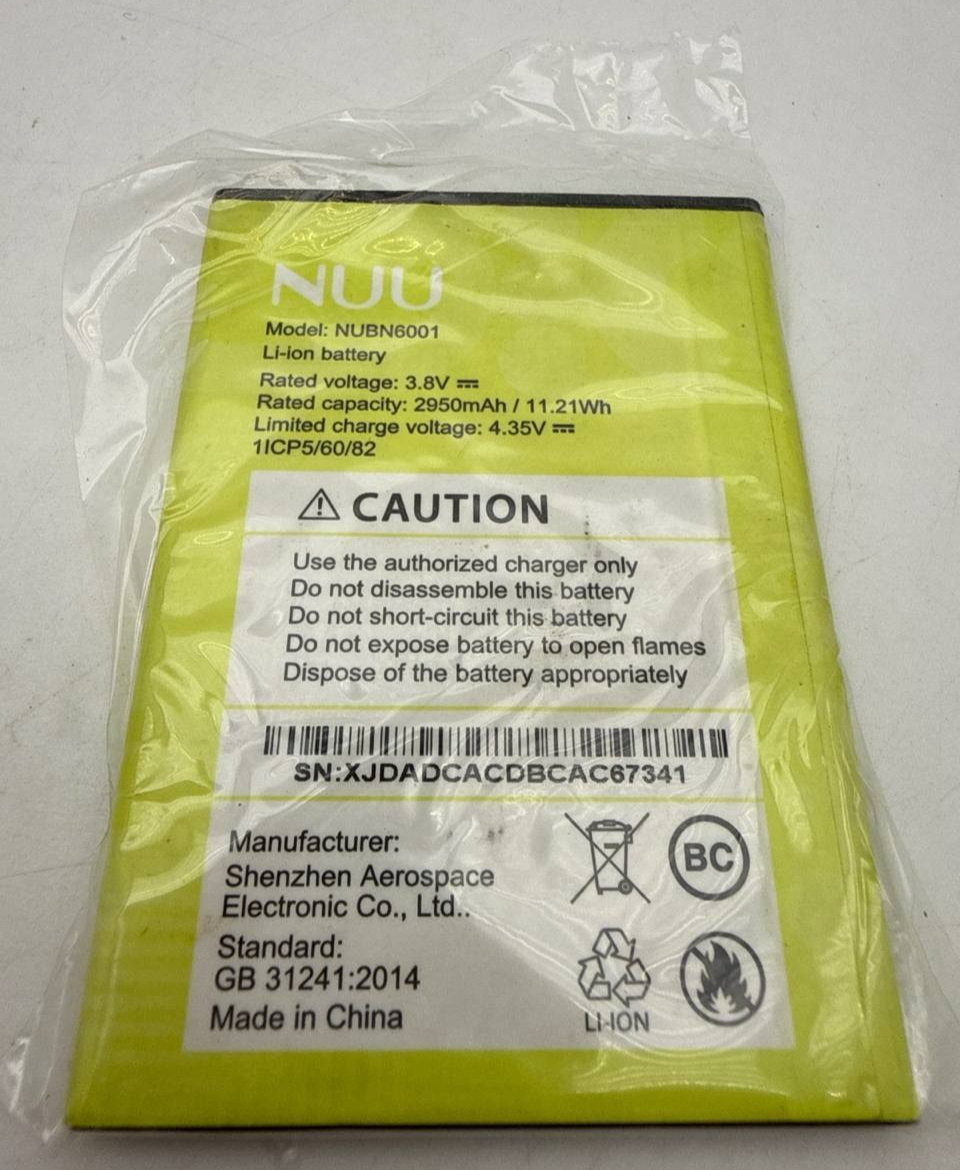 NUU
Model: NUBN6001
Li-ion battery
Rated voltage: 3.8V ⎓
Rated capacity: 2950mAh / 11.21Wh
Limited charge voltage: 4.35V ⎓
1ICP5/60/82
CAUTION
Use the authorized charger only
Do not disassemble this battery
Do not short-circuit this battery
Do not expose battery to open flames
Dispose of the battery appropriately
SN:XJDADCACDBCAC67341
Manufacturer:
Shenzhen Aerospace
Electronic Co., Ltd..
BC
Standard:
GB 31241:2014
Made in China
LI-ION